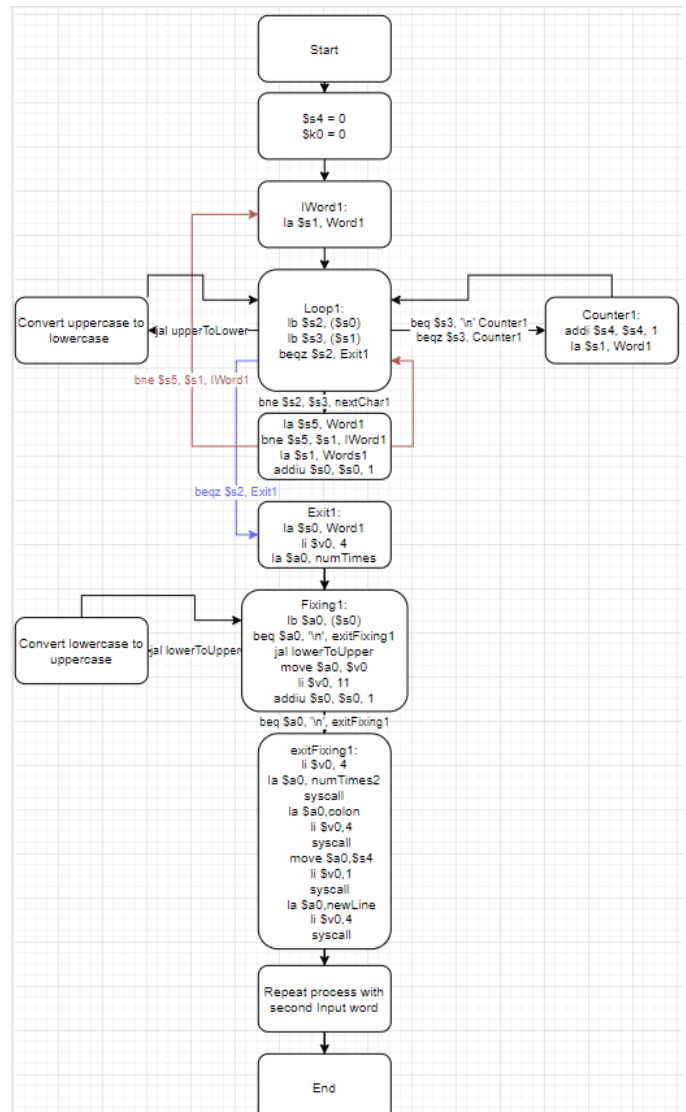 Start
$s4 = 0
$k0 = 0
lWord1:
la $s1, Word1
Loop1:
lb $s2, ($s0)
lb $s3, ($s1)
beqz $s2, Exit1
Convert uppercase to
lowercase
jal upperToLower
beq $s3, '\n' Counter1
beqz $s3, Counter1
Counter1:
addi $s4, $s4, 1
la $s1, Word1
bne $s5, $s1, lWord1
bne $s2, $s3, nextChar1
la $s5, Word1
bne $s5, $s1, lWord1
la $s1, Words1
addiu $s0, $s0, 1
beqz $s2, Exit1
Exit1:
la $s0, Word1
li $v0, 4
la $a0, numTimes
Fixing1:
lb $a0, ($s0)
beq $a0, '\n', exitFixing1
jal lowerToUpper
move $a0, $v0
li $v0, 11
addiu $s0, $s0, 1
Convert lowercase to
uppercase
jal lowerToUpper
beq $a0, '\n', exitFixing1
exitFixing1:
li $v0, 4
la $a0, numTimes2
syscall
la $a0,colon
li $v0,4
syscall
move $a0,$s4
li $v0,1
syscall
la $a0,newLine
li $v0,4
syscall
Repeat process with
second Input word
End